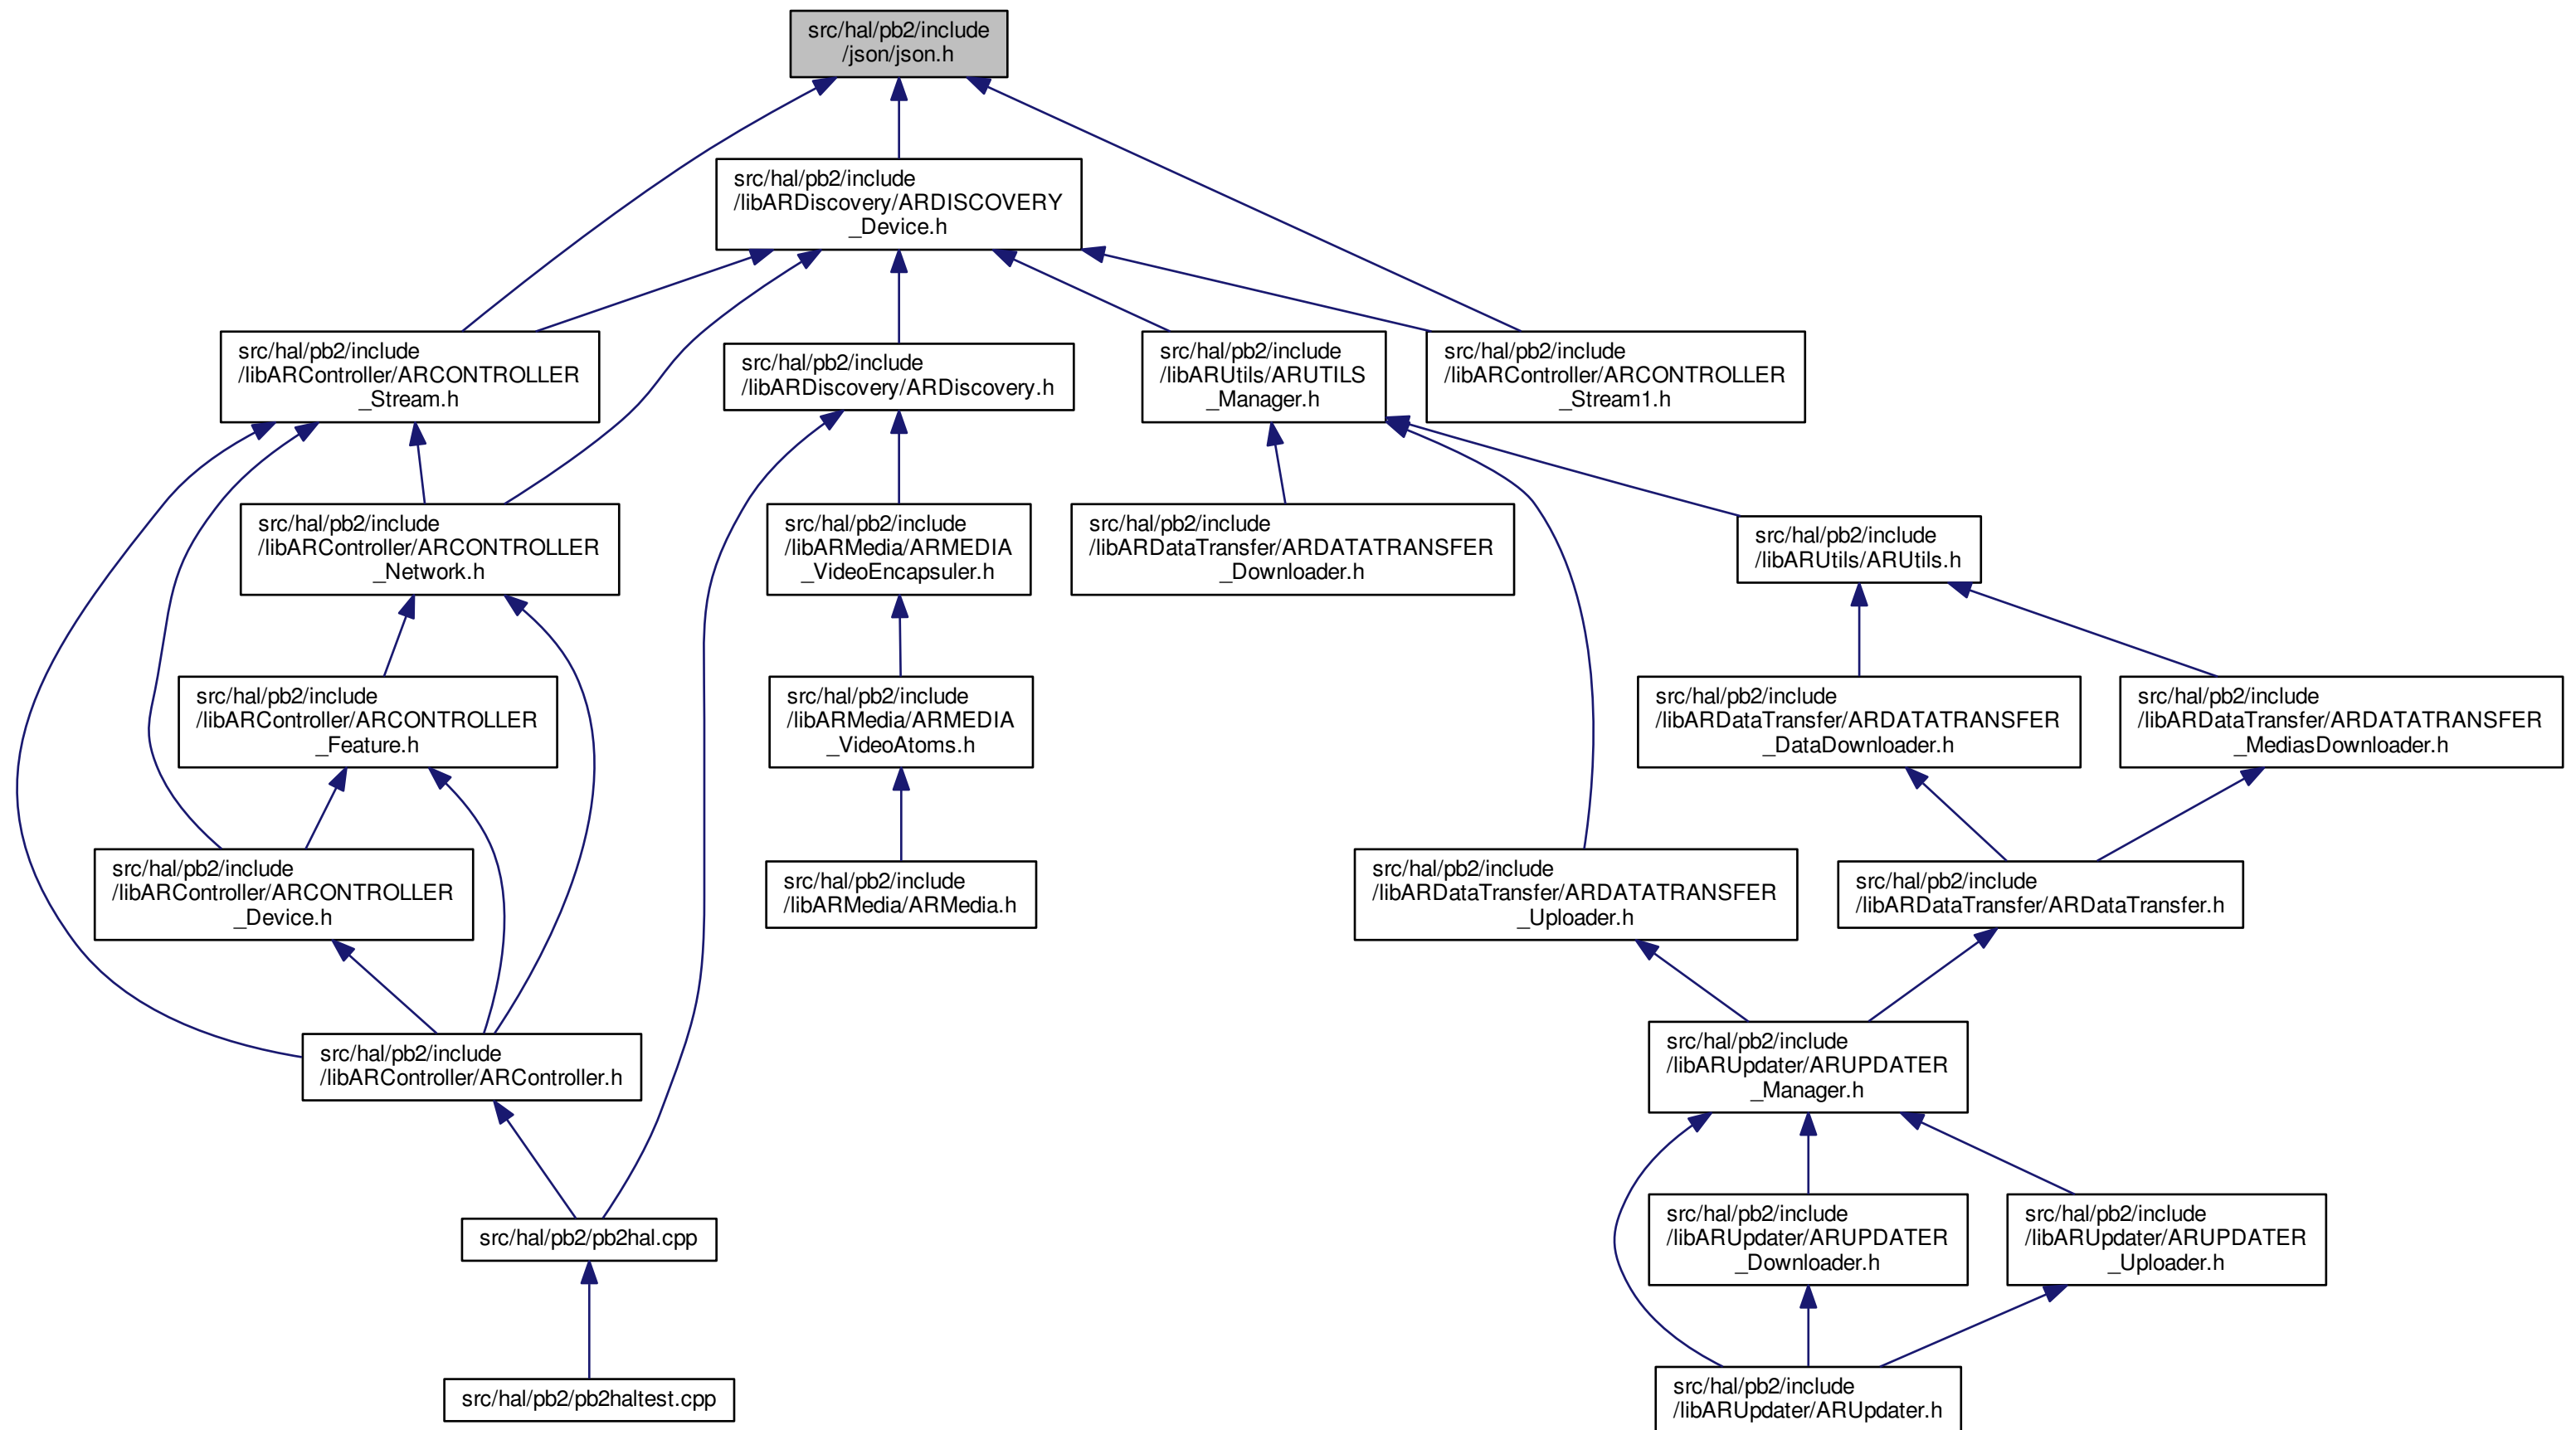 src/hal/pb2/include
/json/json.h
src/hal/pb2/include
/libARDiscovery/ARDISCOVERY
_Device.h
src/hal/pb2/include
/libARController/ARCONTROLLER
_Stream.h
src/hal/pb2/include
/libARDiscovery/ARDiscovery.h
src/hal/pb2/include
/libARUtils/ARUTILS
_Manager.h
src/hal/pb2/include
/libARController/ARCONTROLLER
_Stream1.h
src/hal/pb2/include
/libARController/ARCONTROLLER
_Network.h
src/hal/pb2/include
/libARMedia/ARMEDIA
_VideoEncapsuler.h
src/hal/pb2/include
/libARDataTransfer/ARDATATRANSFER
_Downloader.h
src/hal/pb2/include
/libARUtils/ARUtils.h
src/hal/pb2/include
/libARController/ARCONTROLLER
_Feature.h
src/hal/pb2/include
/libARMedia/ARMEDIA
_VideoAtoms.h
src/hal/pb2/include
/libARDataTransfer/ARDATATRANSFER
_DataDownloader.h
src/hal/pb2/include
/libARDataTransfer/ARDATATRANSFER
_MediasDownloader.h
src/hal/pb2/include
/libARController/ARCONTROLLER
_Device.h
src/hal/pb2/include
/libARMedia/ARMedia.h
src/hal/pb2/include
/libARDataTransfer/ARDATATRANSFER
_Uploader.h
src/hal/pb2/include
/libARDataTransfer/ARDataTransfer.h
src/hal/pb2/include
/libARController/ARController.h
src/hal/pb2/include
/libARUpdater/ARUPDATER
_Manager.h
src/hal/pb2/pb2hal.cpp
src/hal/pb2/include
/libARUpdater/ARUPDATER
_Downloader.h
src/hal/pb2/include
/libARUpdater/ARUPDATER
_Uploader.h
src/hal/pb2/pb2haltest.cpp
src/hal/pb2/include
/libARUpdater/ARUpdater.h